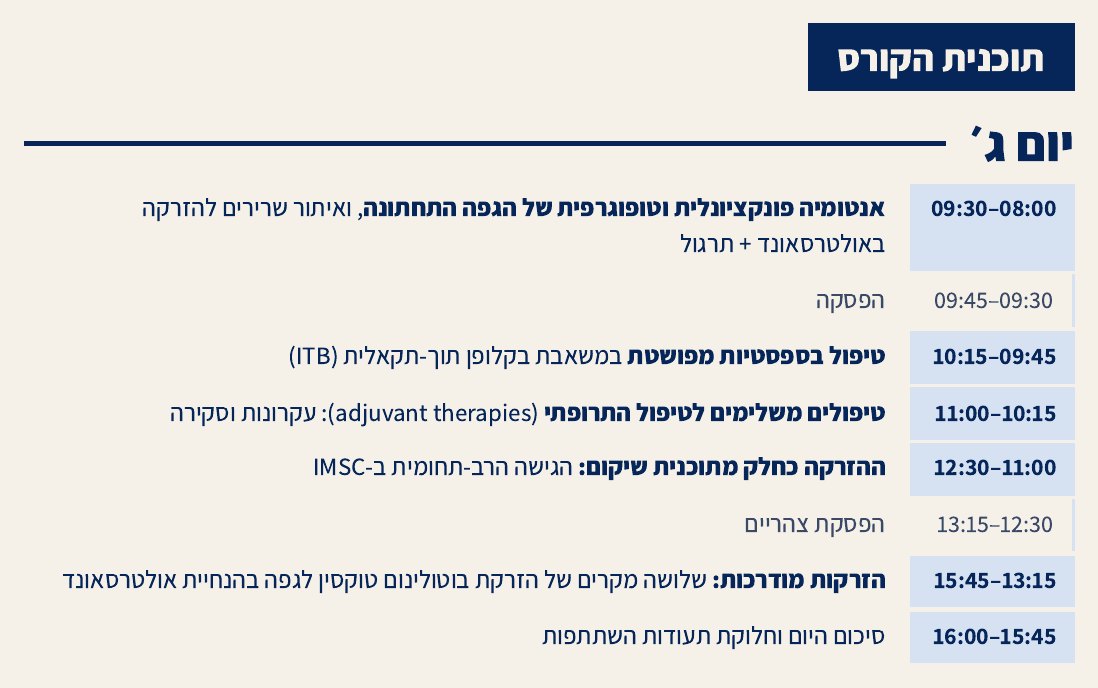 תוכנית הקורס
יום ג׳
09:30–08:00 אנטומיה פונקציונלית וטופוגרפית של הגפה התחתונה, ואיתור שרירים להזרקה
באולטרסאונד + תרגול
09:45–09:30 הפסקה
10:15–09:45 טיפול בספסטיות מפושטת במשאבת בקלופן תוך-תקאלית (ITB)
11:00–10:15 טיפולים משלימים לטיפול התרופתי (adjuvant therapies): עקרונות וסקירה
12:30–11:00 ההזרקה כחלק מתוכנית שיקום: הגישה הרב-תחומית ב-IMSC
13:15–12:30 הפסקת צהריים
15:45–13:15 הזרקות מודרכות: שלושה מקרים של הזרקת בוטולינום טוקסין לגפה בהנחיית אולטרסאונד
16:00–15:45 סיכום היום וחלוקת תעודות השתתפות